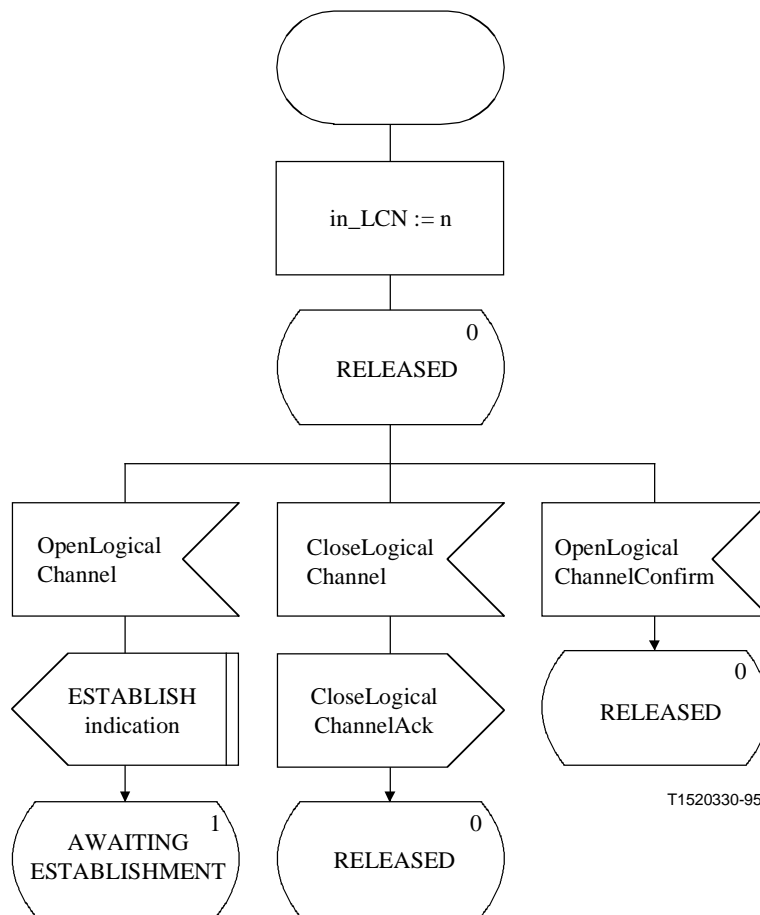 in_LCN := n
0
RELEASED
OpenLogical
Channel
CloseLogical
Channel
OpenLogical
ChannelConfirm
ESTABLISH
indication
CloseLogical
ChannelAck
0
RELEASED
T1520330-95
1
AWAITING
ESTABLISHMENT
0
RELEASED